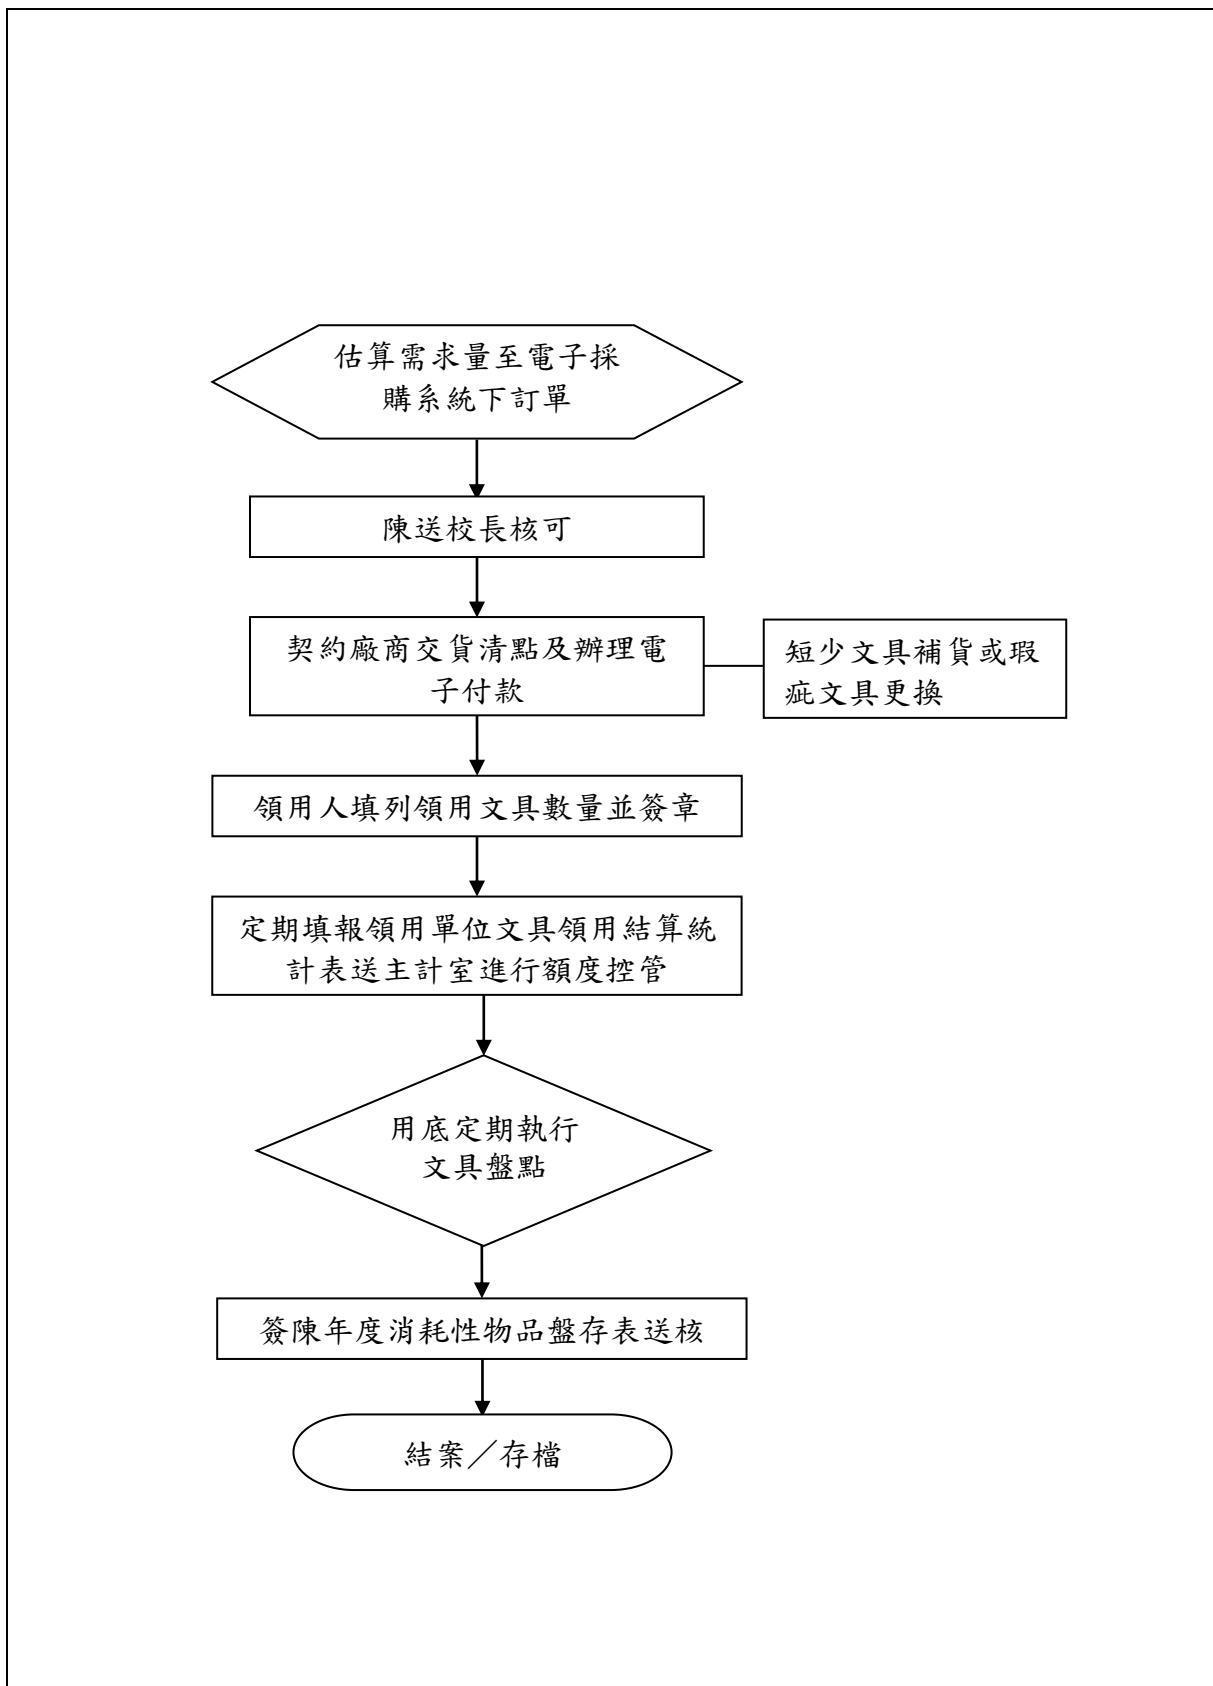 估算需求量至電子採
購系統下訂單
陳送校長核可
契約廠商交貨清點及辦理電
子付款
短少文具補貨或瑕
疵文具更換
領用人填列領用文具數量並簽章
定期填報領用單位文具領用結算統
計表送主計室進行額度控管
用底定期執行
文具盤點
簽陳年度消耗性物品盤存表送核
結案／存檔